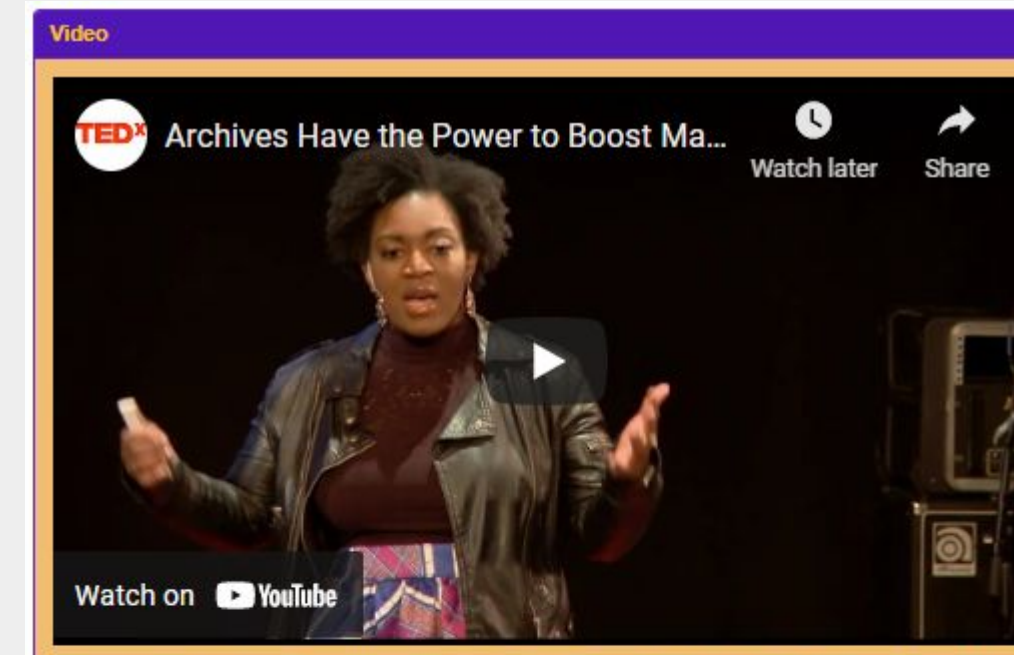 Video
TEDx Archives Have the Power to Boost Ma...
Watch later
Share
Watch on YouTube